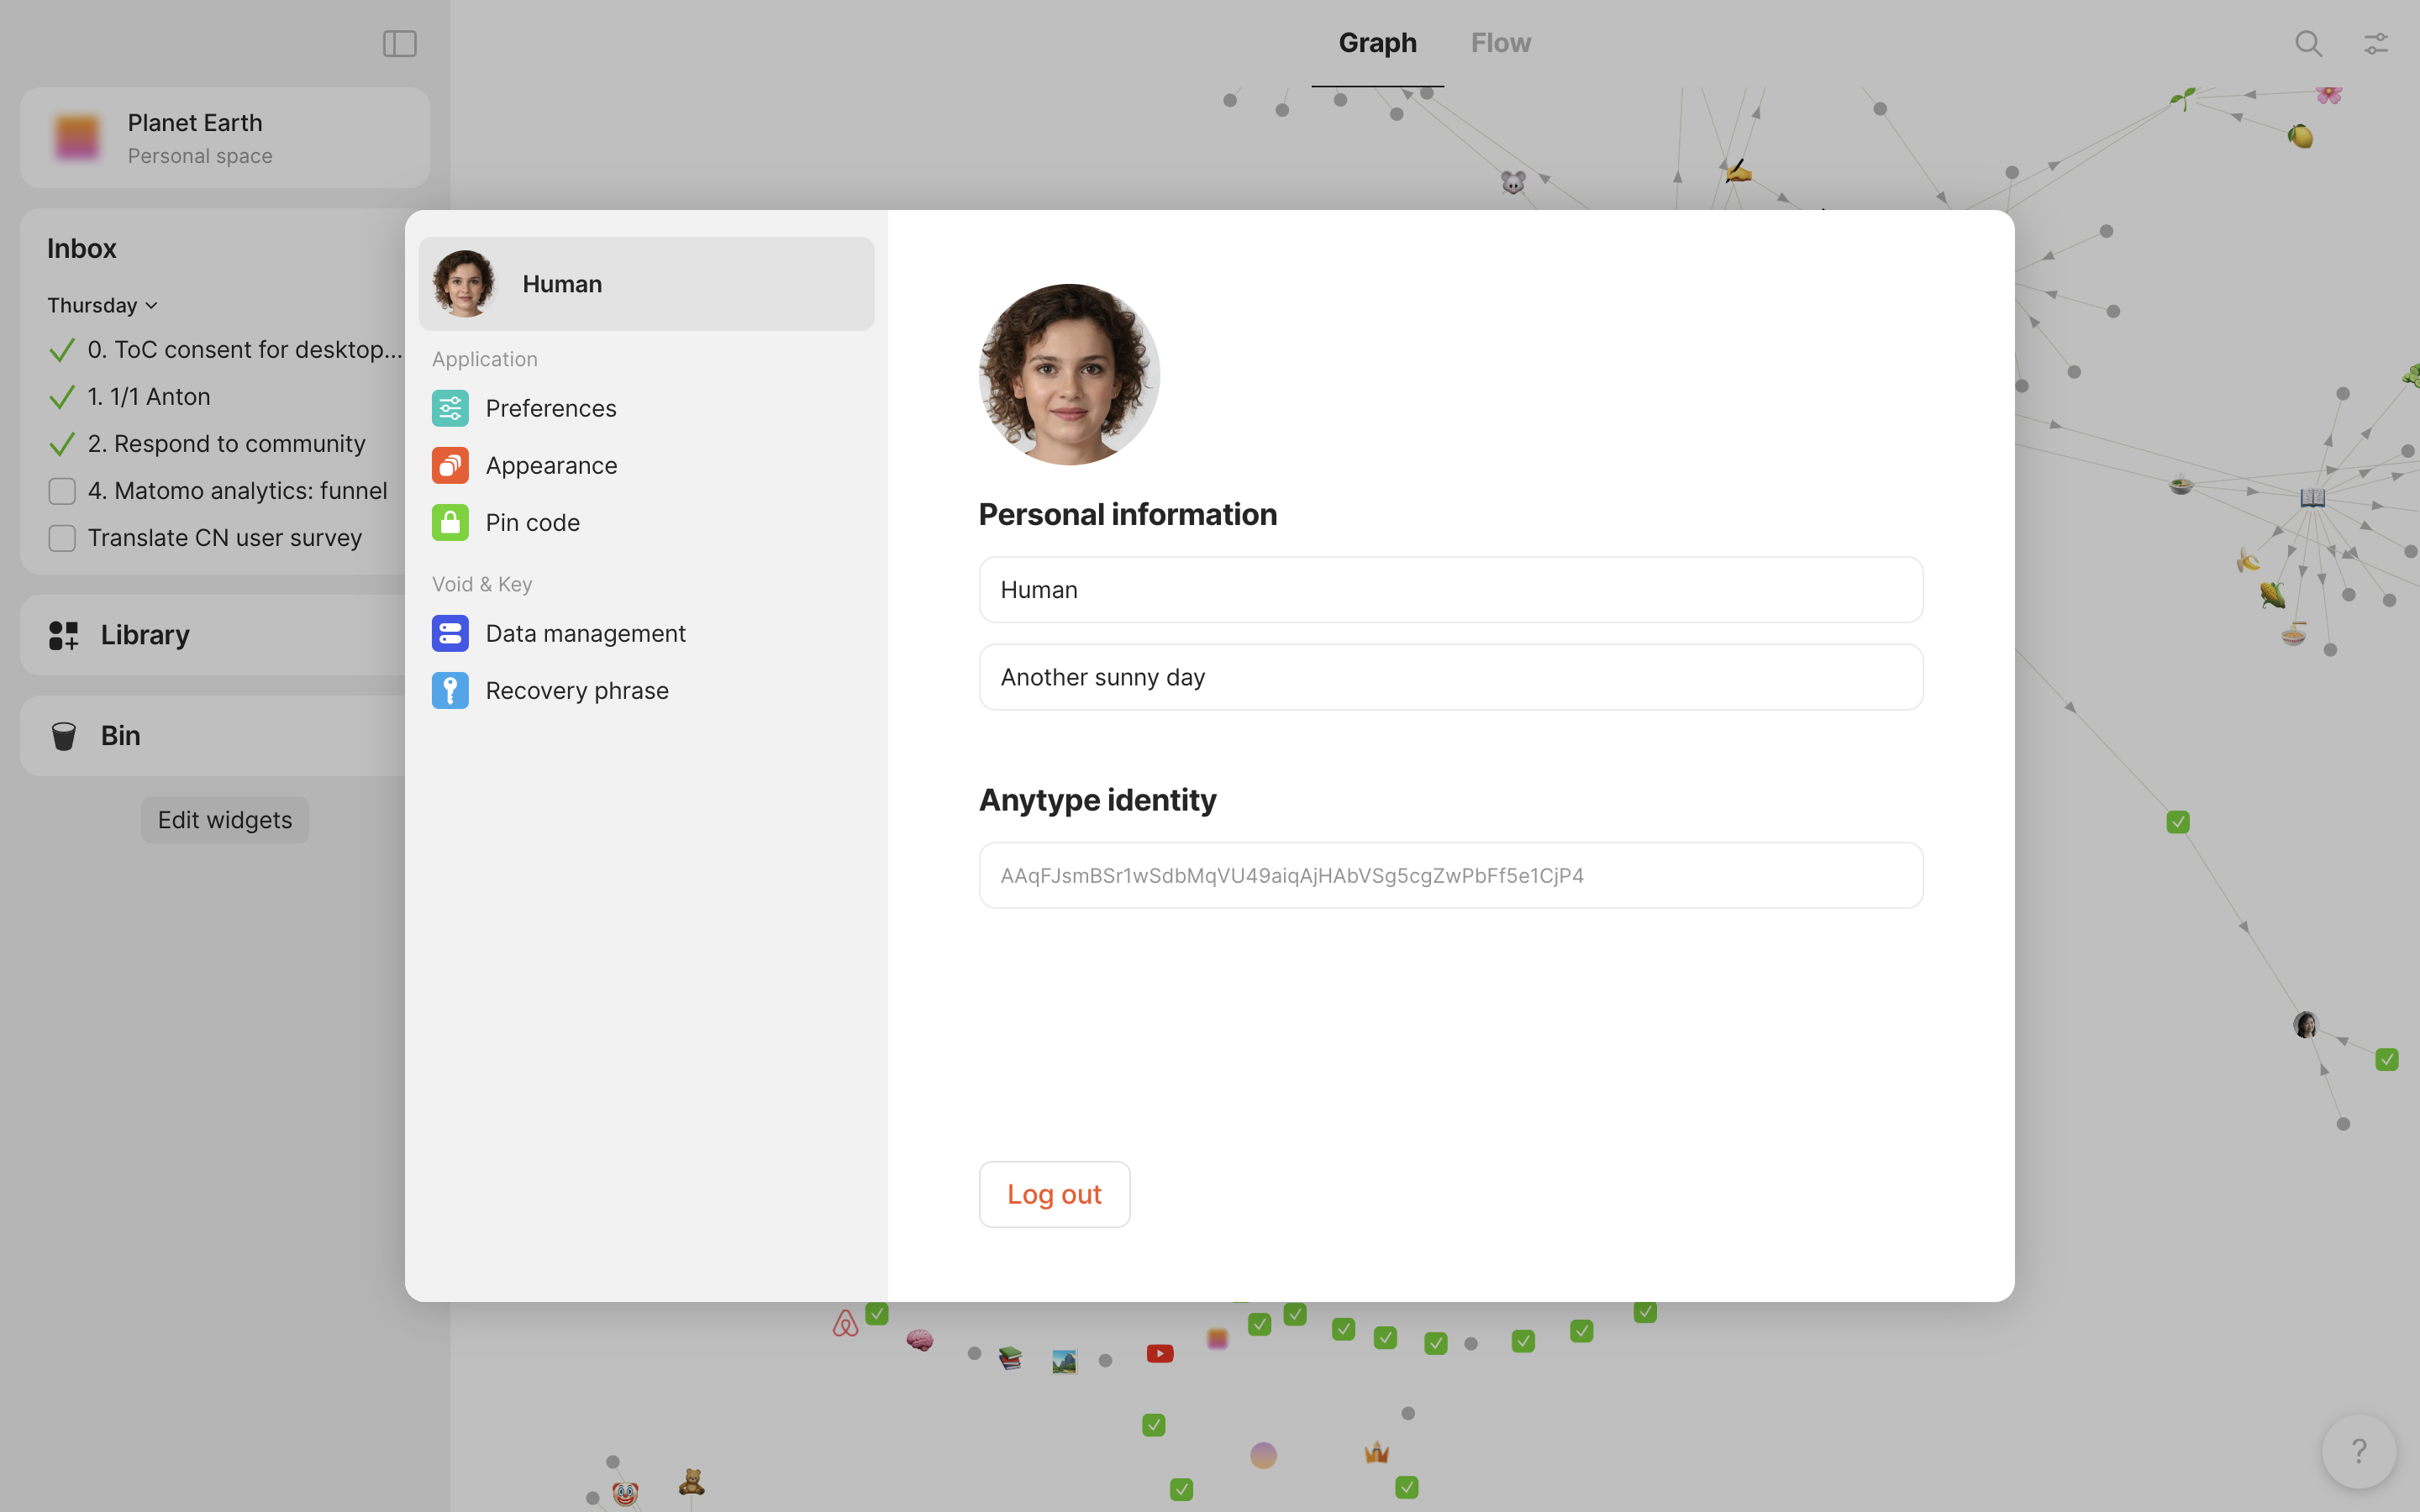 Graph
Flow
Planet Earth
Personal space
Inbox
Thursday
0. ToC consent for desktop...
1. 1/1 Anton
2. Respond to community
4. Matomo analytics: funnel
Translate CN user survey
Library
Bin
Edit widgets
Human
Application
Preferences
Appearance
Pin code
Void & Key
Data management
Recovery phrase
Personal information
Human
Another sunny day
Anytype identity
AAqFJsmBSr1wSdbMqVU49aiqAjHAbVSg5cgZwPbFf5e1CjP4
Log out
?